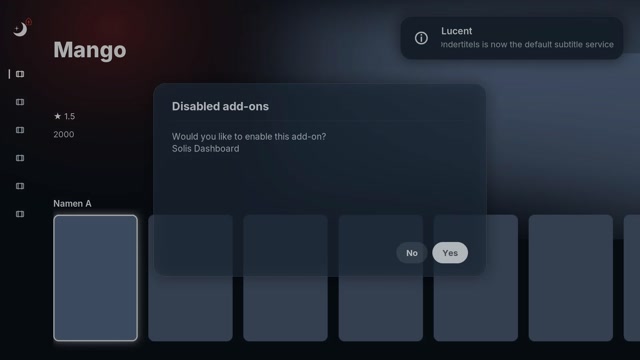 Mango
Lucent
indertitels is now the default subtitle service
★ 1.5
2000
Disabled add-ons
Would you like to enable this add-on?
Solis Dashboard
Namen A
No
Yes